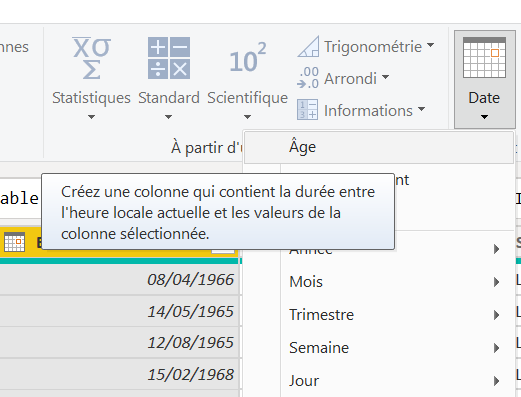 nnes
Statistiques
Standard
10²
Scientifique
Trigonométrie
.00
→.0
Arrondi
Informations
Date
À partir d'
Âge
nt
able
Créez une colonne qui contient la durée entre
l'heure locale actuelle et les valeurs de la
colonne sélectionnée.
Année
Mois
Trimestre
Semaine
Jour
08/04/1966
14/05/1965
12/08/1965
15/02/1968